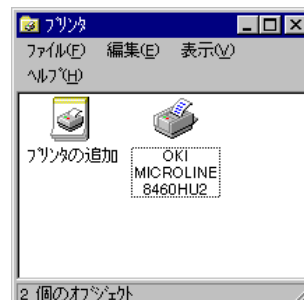 プリンタ
ファイル(F) 編集(E) 表示(V)
ヘルプ(H)
プリンタの追加
OKI
MICROLINE
8460HU2
2 個のオブジェクト